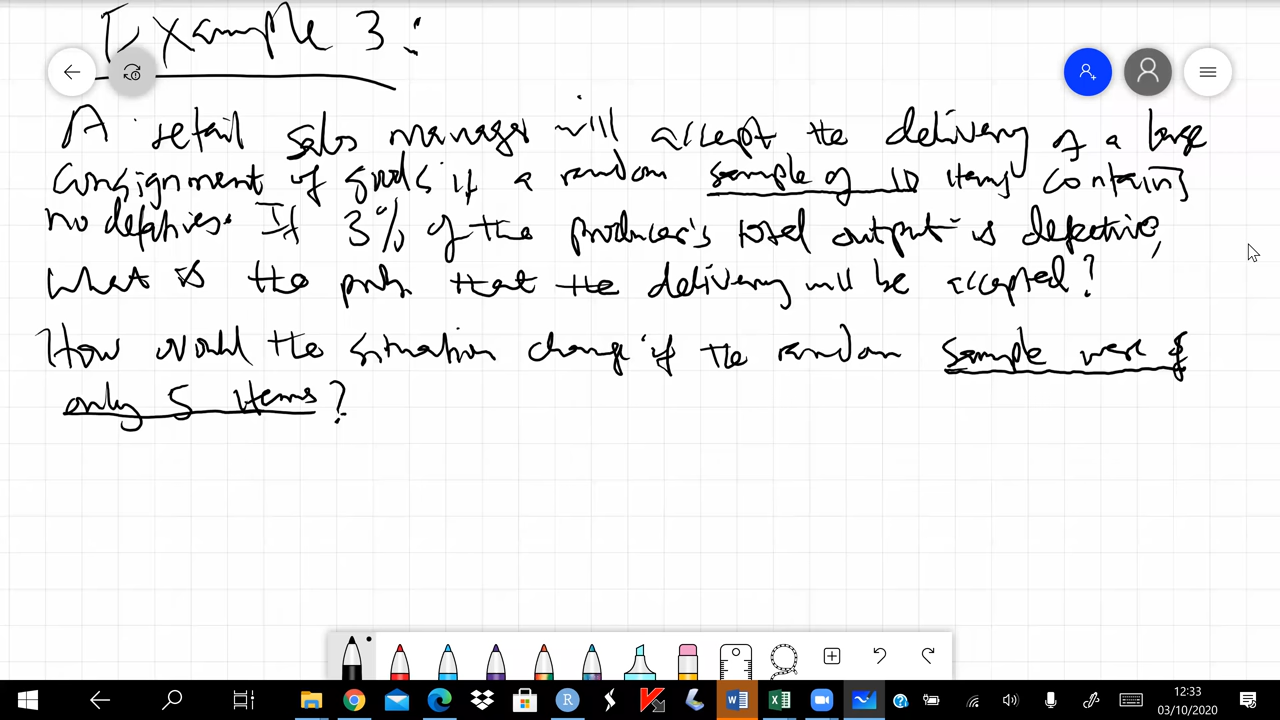 Example 3:
A retail sales manager will accept the delivery of a large
consignment of goods if a random sample of 10 items contains
no defectives. If 3% of the producer's total output is defective,
what is the prob that the delivery will be accepted?
How would the situation change if the random sample were of
only 5 items?
12:33
03/10/2020